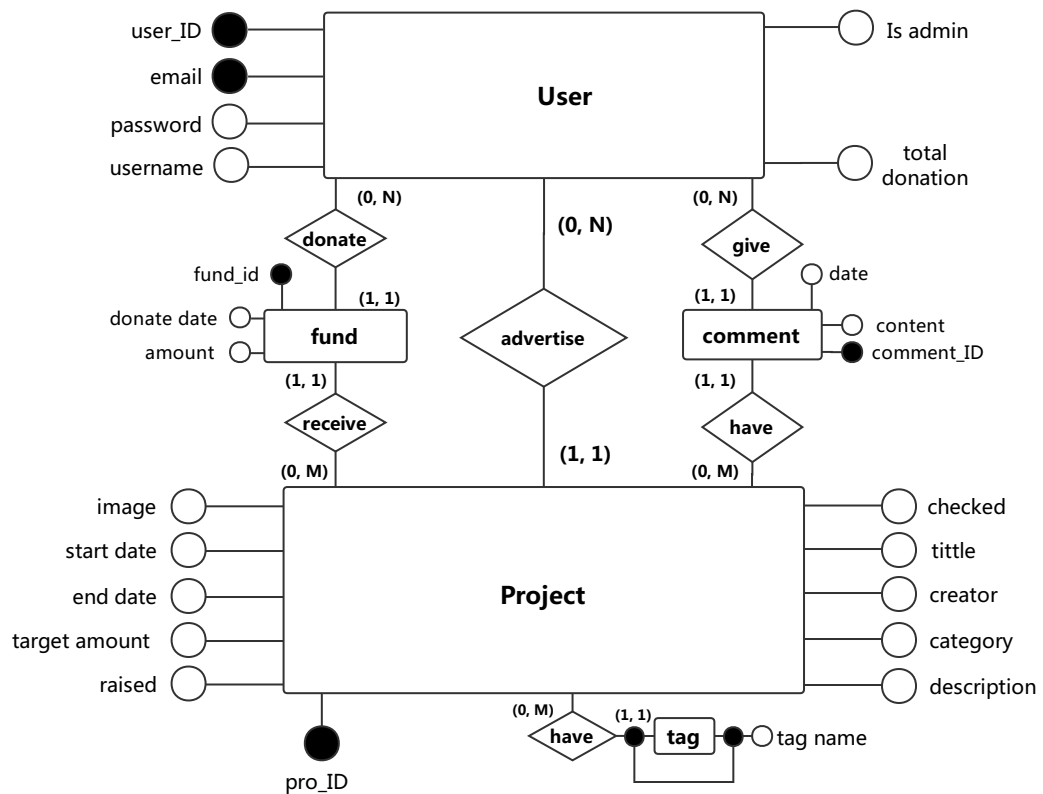 user_ID
Is admin
email
User
password
username
total
donation
(0, N)
(0, N)
(0, N)
donate
give
fund_id
date
(1, 1)
(1, 1)
donate date
fund
advertise
comment
content
amount
comment_ID
(1, 1)
(1, 1)
receive
have
(1, 1)
(0, M)
(0, M)
image
checked
start date
tittle
end date
Project
creator
target amount
category
raised
description
(0, M)
(1, 1)
have
tag
tag name
pro_ID